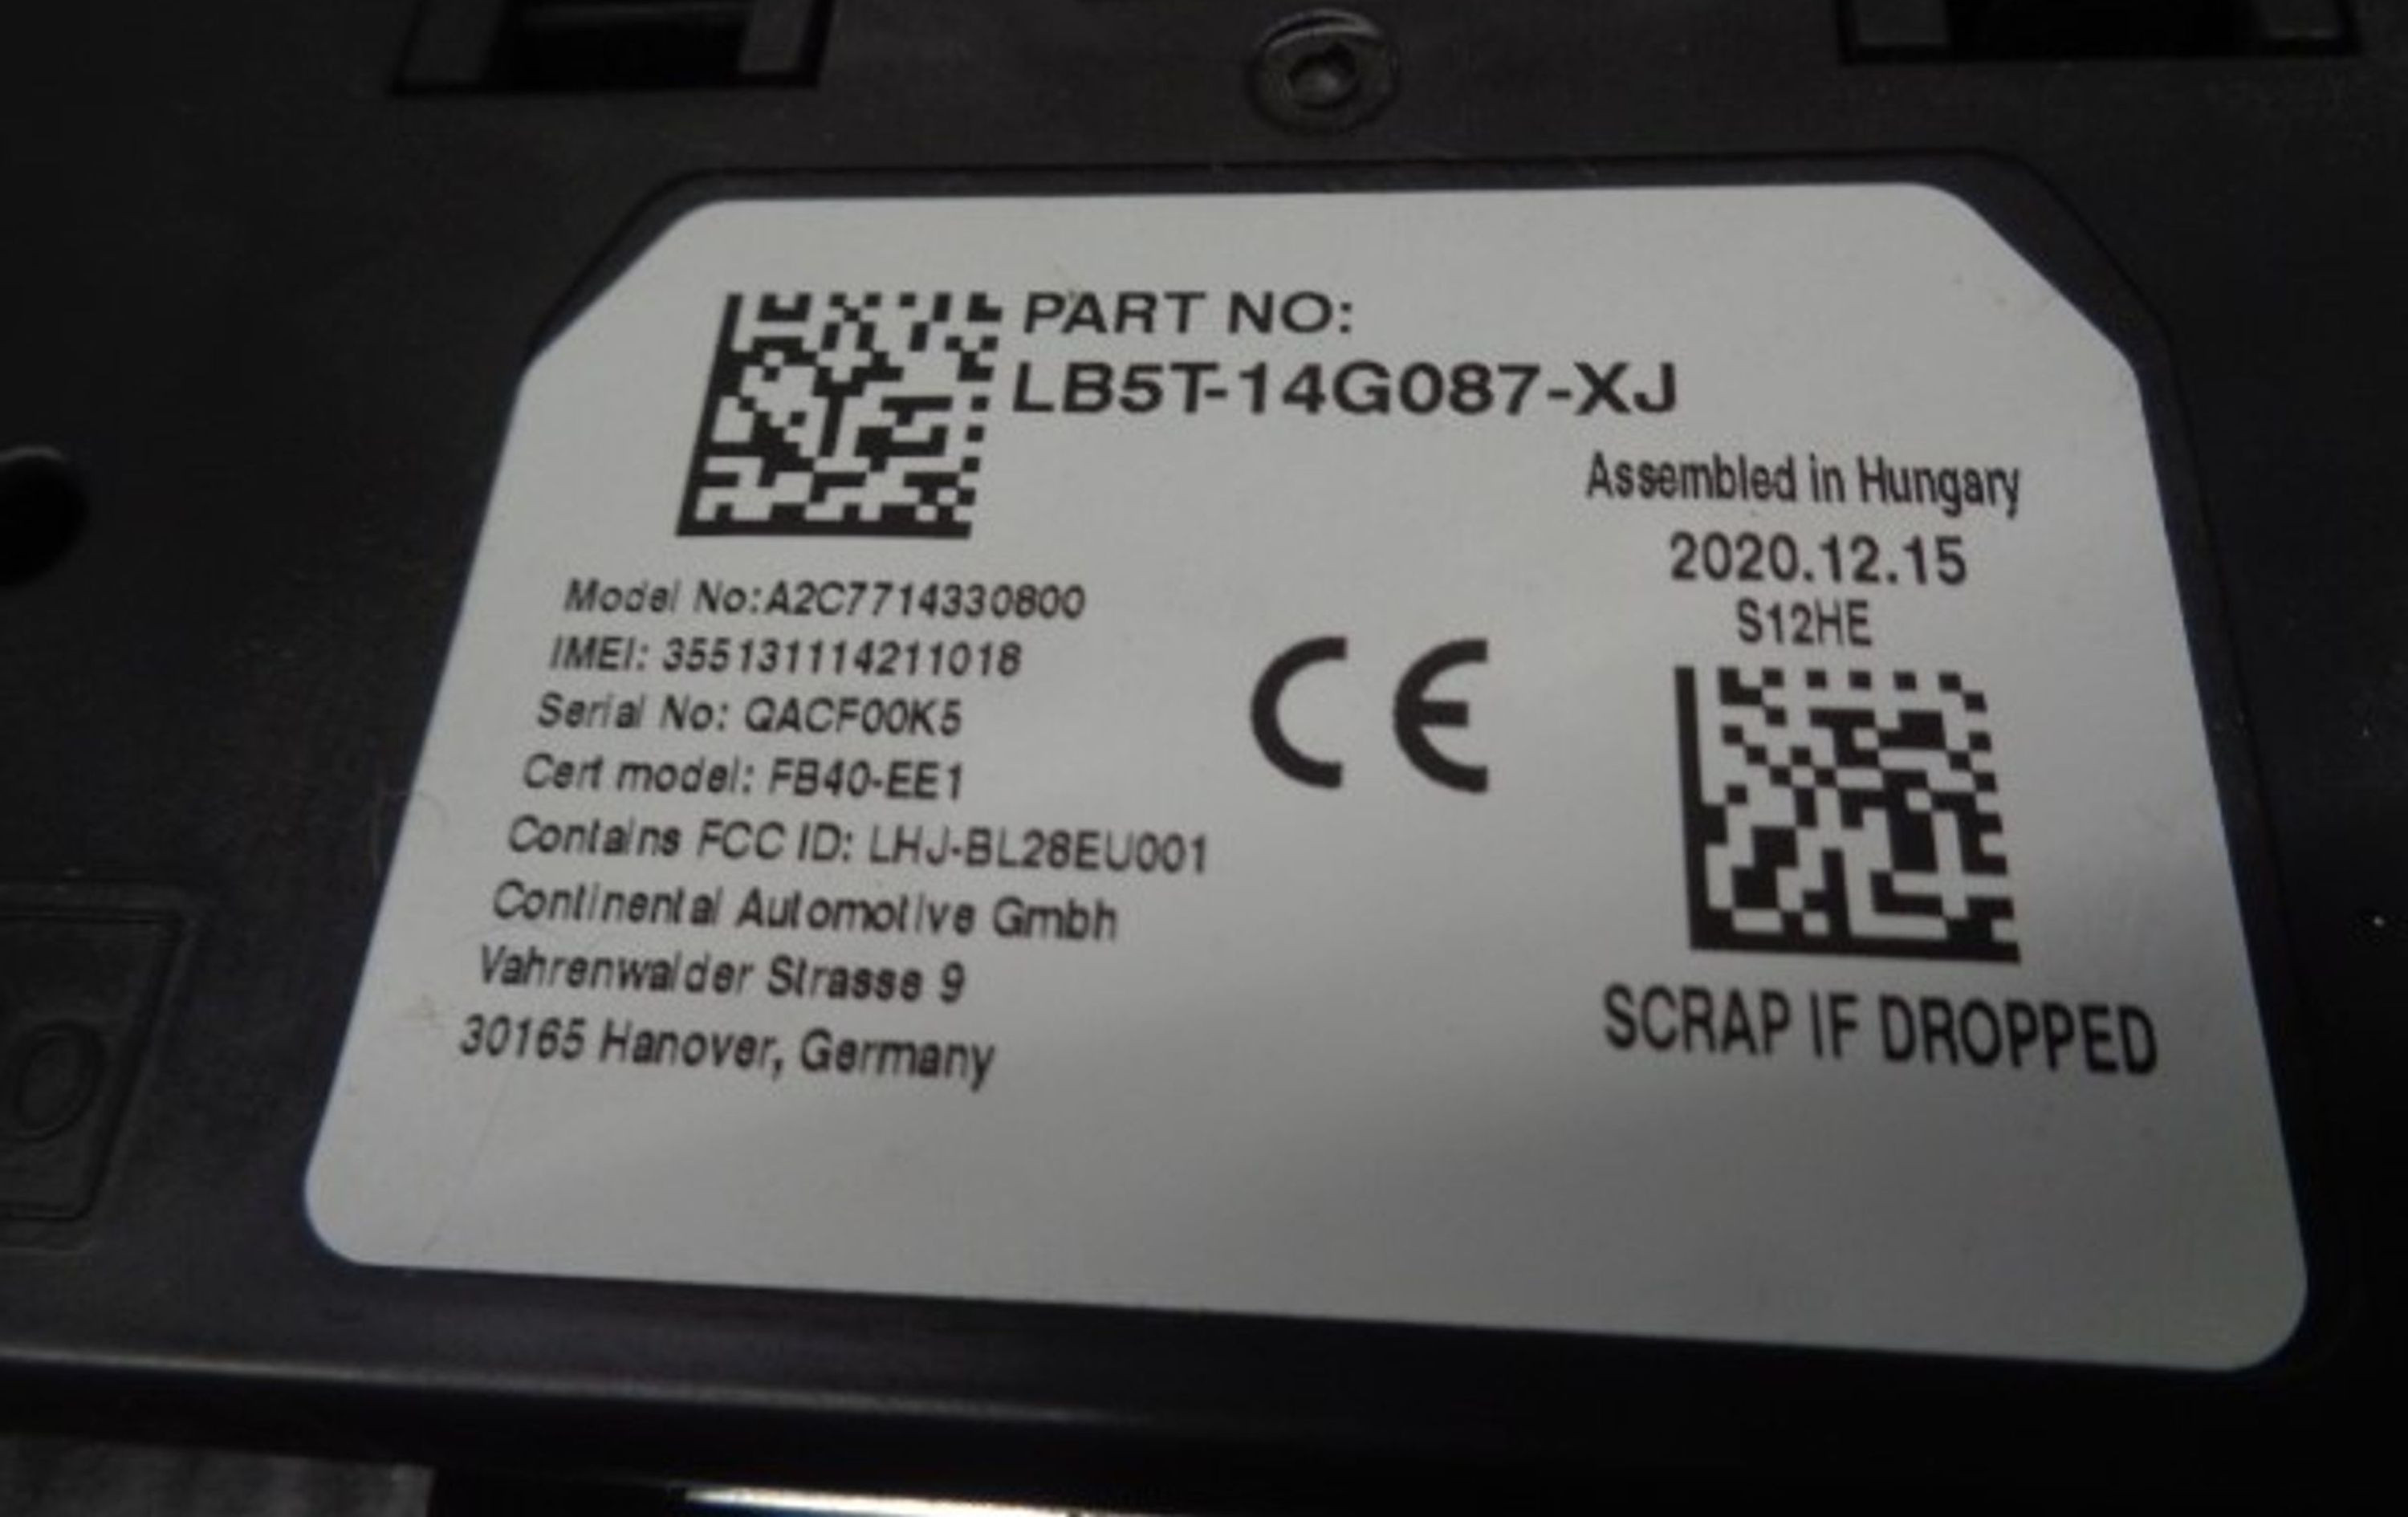 PART NO:
LB5T-14G087-XJ
Assembled in Hungary
2020.12.15
S12HE
Model No:A2C7714330800
IMEI: 355131114211018
Serial No: QACF00K5
Cert model: FB40-EE1
Contains FCC ID: LHJ-BL28EU001
Continental Automotive Gmbh
Vahrenwalder Strasse 9
30165 Hanover, Germany
CE
SCRAP IF DROPPED